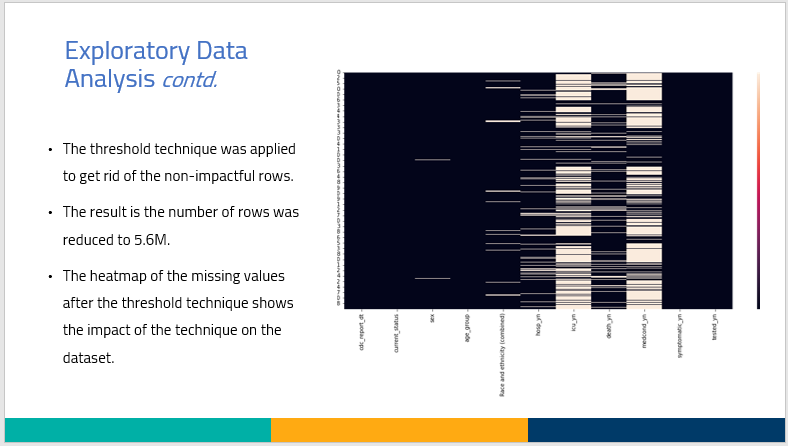 Exploratory Data
Analysis contd.
• The threshold technique was applied
to get rid of the non-impactful rows.
• The result is the number of rows was
reduced to 5.6M.
• The heatmap of the missing values
after the threshold technique shows
the impact of the technique on the
dataset.
cdc_report_dt
current_status
sex
age_group
Race and ethnicity (combined)
hosp_yn
icu_yn
death_yn
medcond_yn
symptomatic_yn
tested_yn